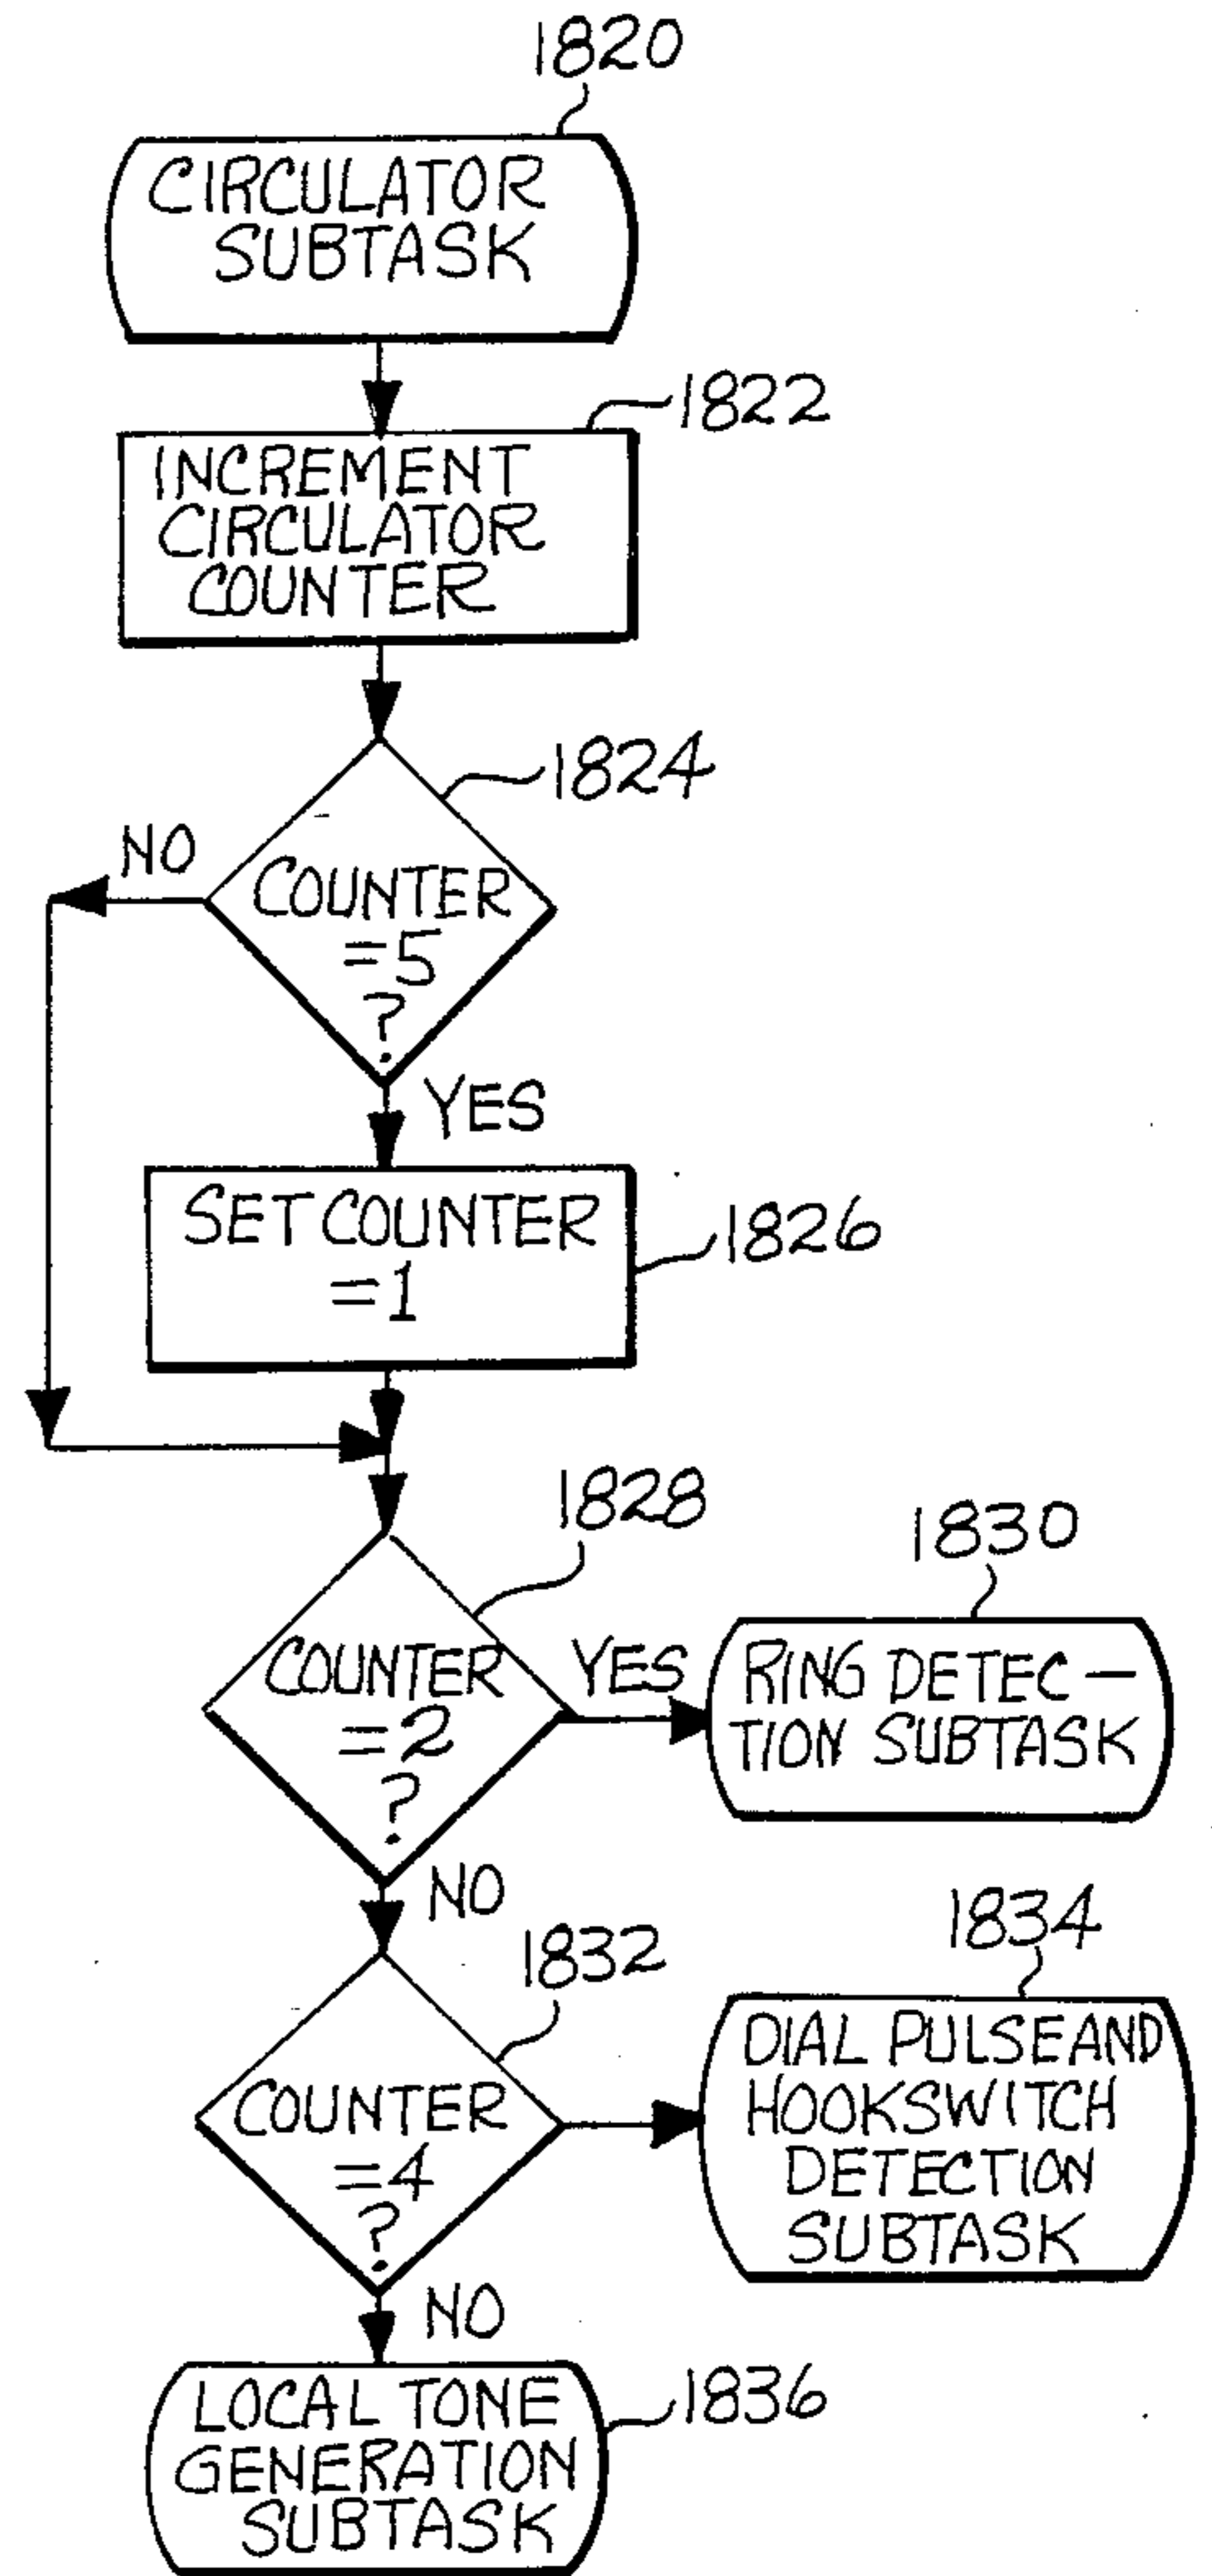 1820
CIRCULATOR
SUBTASK
1822
INCREMENT
CIRCULATOR
COUNTER
1824
NO
COUNTER
=5
?
YES
SET COUNTER
=1
1826
1828
COUNTER
=2
?
YES
1830
RING DETEC-
TION SUBTASK
NO
1832
COUNTER
=4
?
1834
DIAL PULSE AND
HOOKSWITCH
DETECTION
SUBTASK
NO
LOCAL TONE
GENERATION
SUBTASK
1836